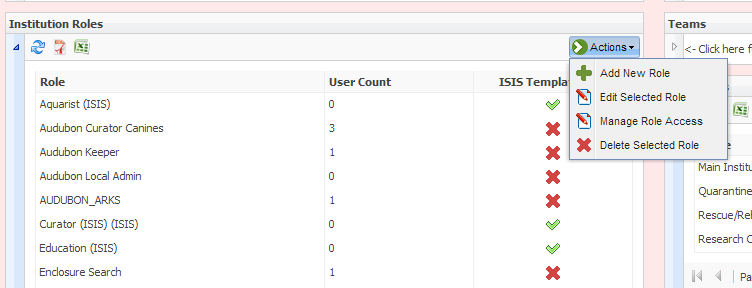 Institution Roles
Teams
Actions
<- Click here f
Role User Count ISIS Templa
Add New Role
Edit Selected Role
Manage Role Access
Delete Selected Role
Aquarist (ISIS) 0
Audubon Curator Canines 3
Audubon Keeper 1
Audubon Local Admin 0
AUDUBON_ARKS 1
Curator (ISIS) (ISIS) 0
Education (ISIS) 0
Enclosure Search 1
Main Institu
Quarantine
Rescue/Rel
Research C
Pa